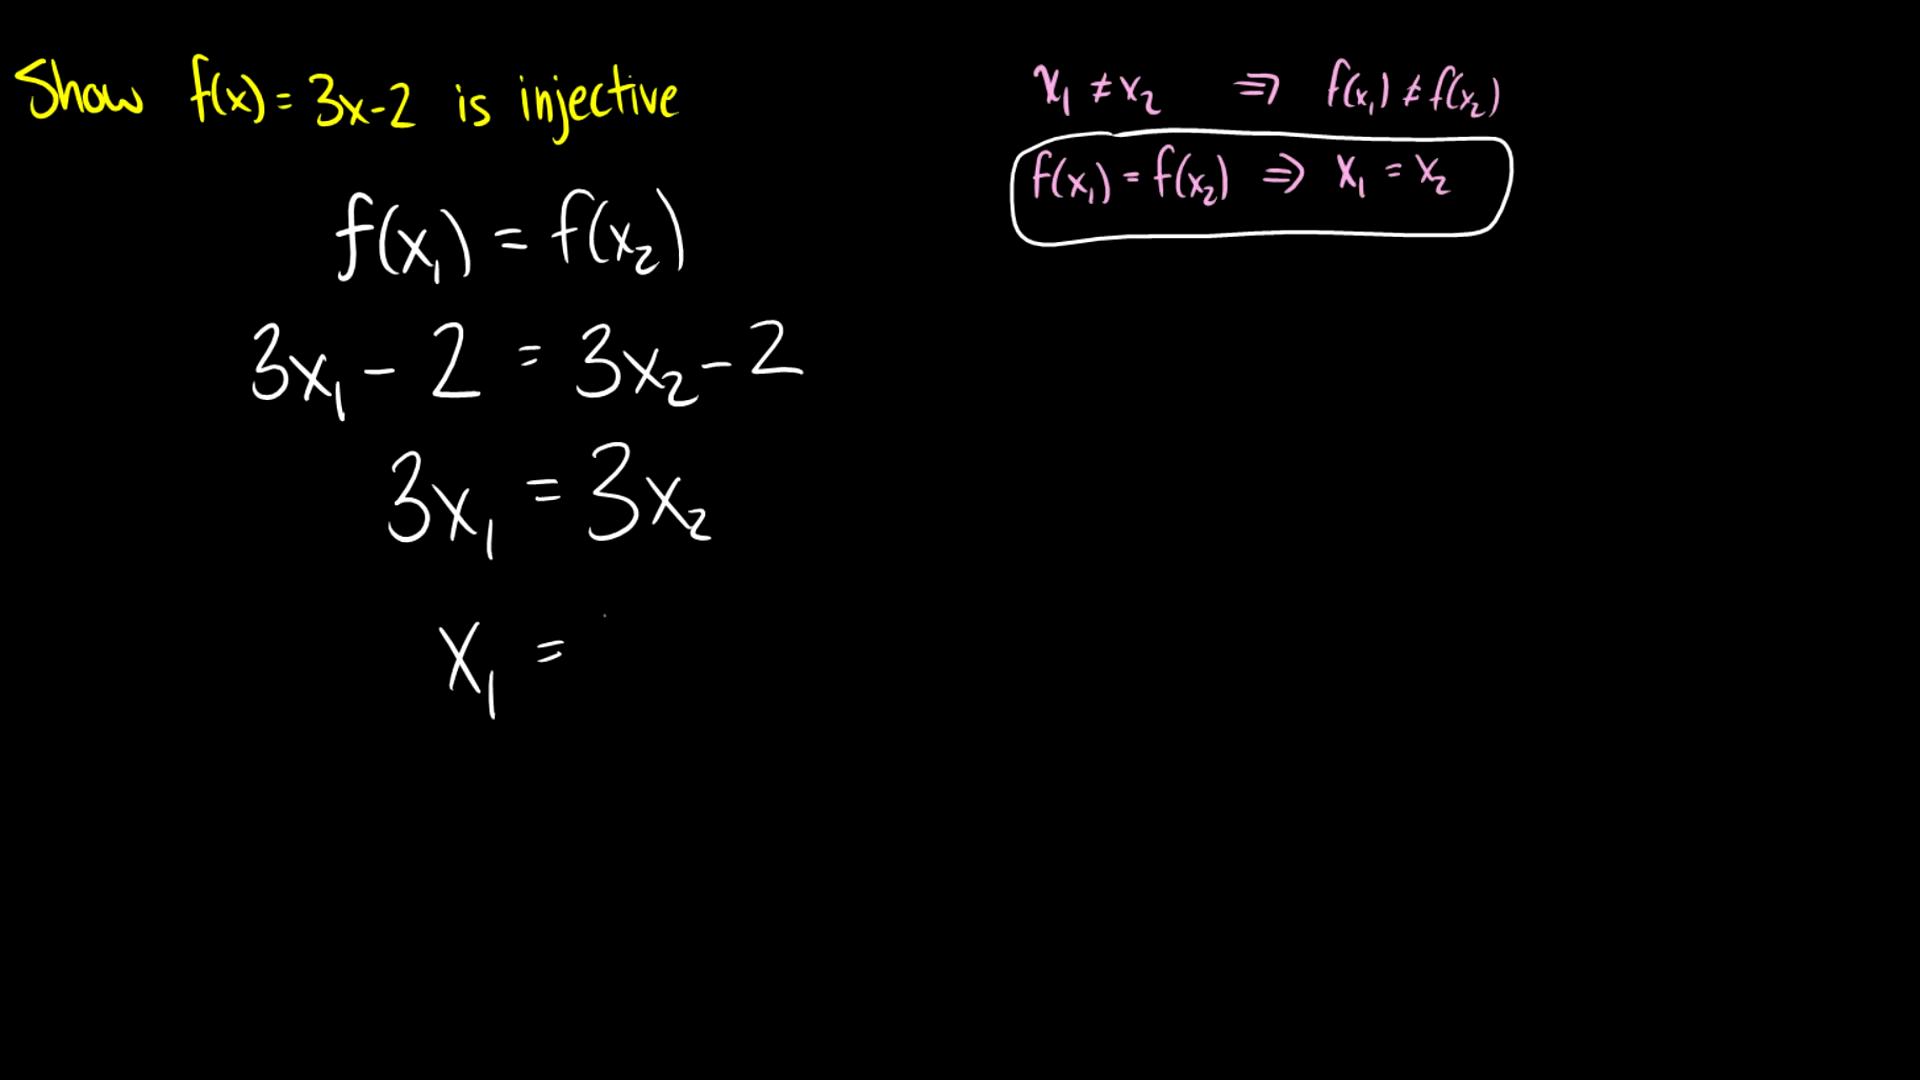 Show f(x) = 3x-2 is injective
x₁ ≠ x₂ ⇒ f(x₁) ≠ f(x₂)
f(x₁) = f(x₂) ⇒ x₁ = x₂
f(x₁) = f(x₂)
3x₁ - 2 = 3x₂ - 2
3x₁ = 3x₂
x₁ =